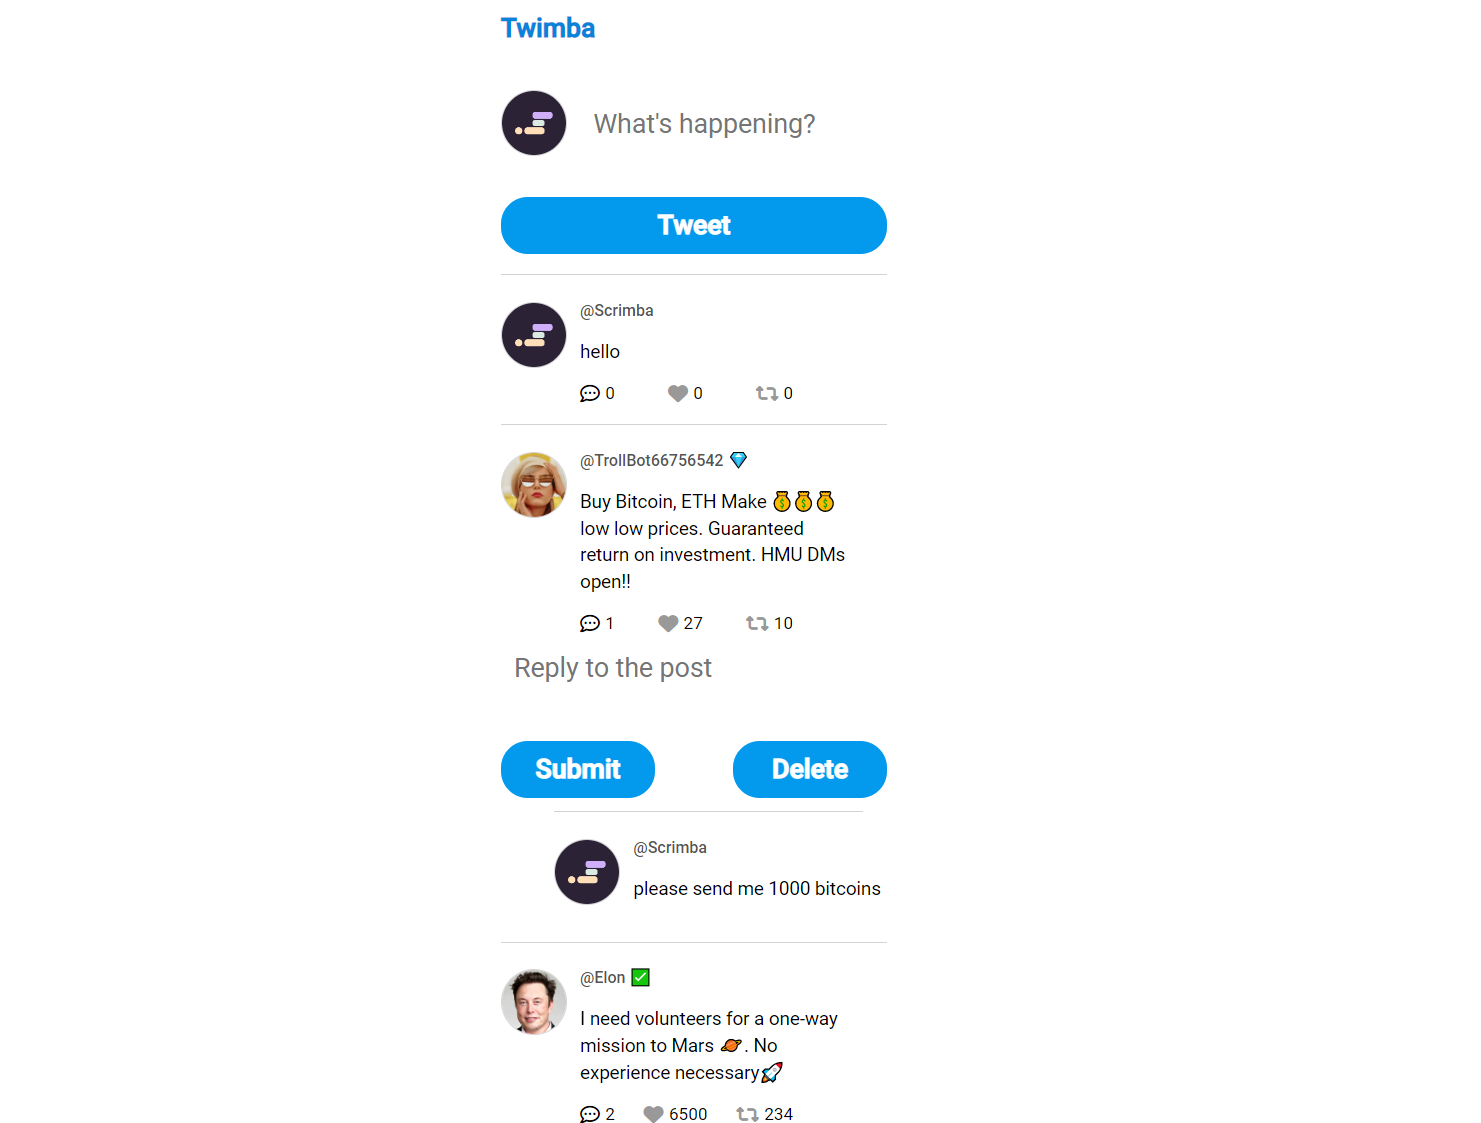 Twimba
What's happening?
Tweet
@Scrimba
hello
0 0 0
@TrollBot66756542 💎
Buy Bitcoin, ETH Make 💰💰💰
low low prices. Guaranteed
return on investment. HMU DMs
open!!
1 27 10
Reply to the post
Submit Delete
@Scrimba
please send me 1000 bitcoins
@Elon ✅
I need volunteers for a one-way
mission to Mars 🪐. No
experience necessary🚀
2 6500 234